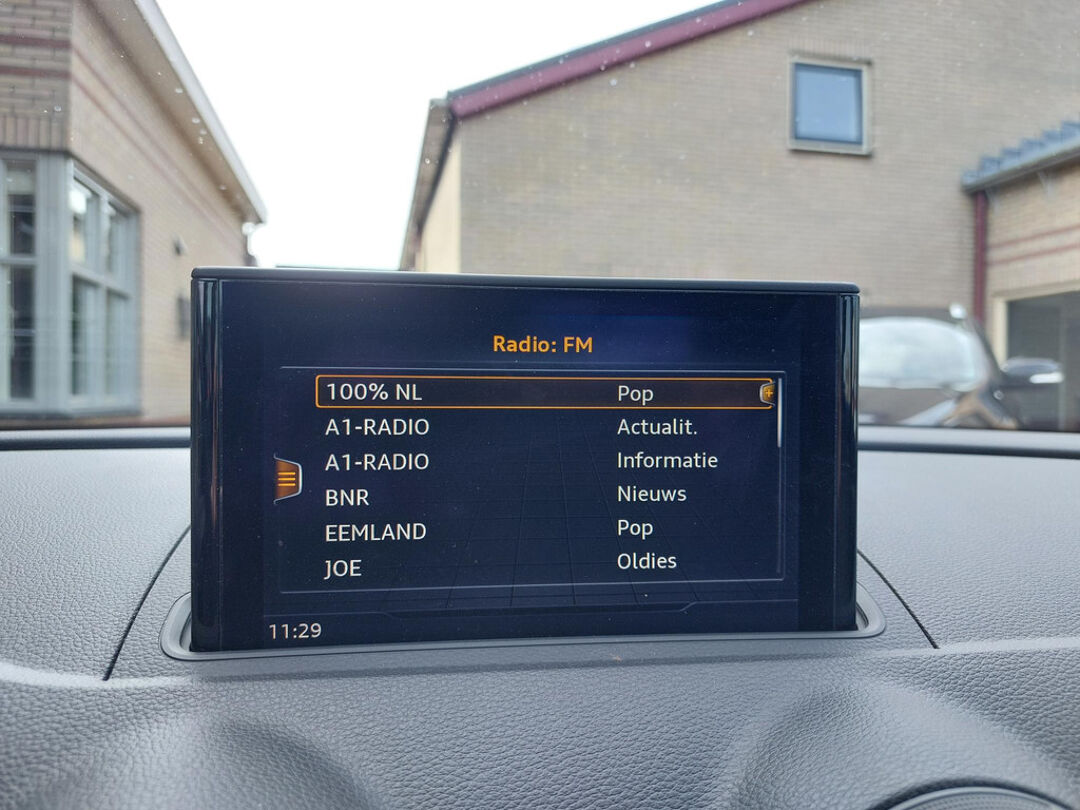 Radio: FM
100% NL Pop
A1-RADIO Actualit.
A1-RADIO Informatie
BNR Nieuws
EEMLAND Pop
JOE Oldies
11:29